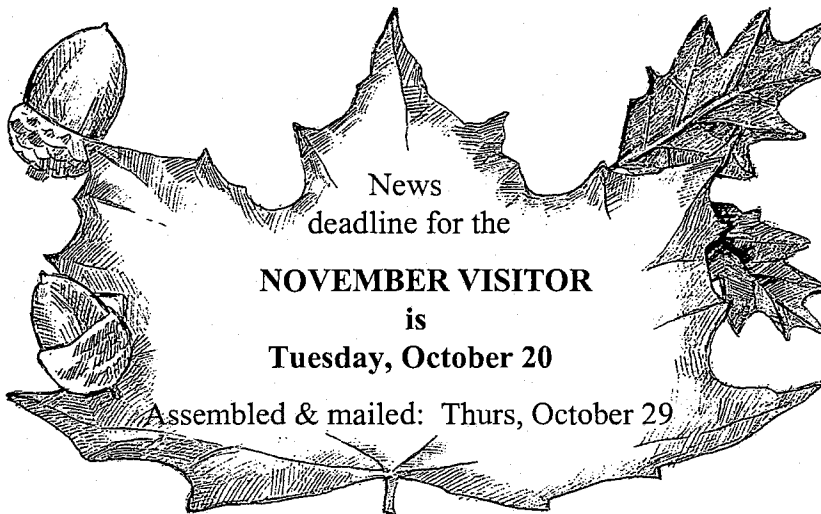 News
deadline for the
NOVEMBER VISITOR
is
Tuesday, October 20
Assembled & mailed: Thurs, October 29